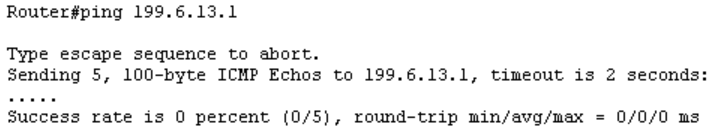 Router#ping 199.6.13.1
Type escape sequence to abort.
Sending 5, 100-byte ICMP Echos to 199.6.13.1, timeout is 2 seconds:
.....
Success rate is 0 percent (0/5), round-trip min/avg/max = 0/0/0 ms